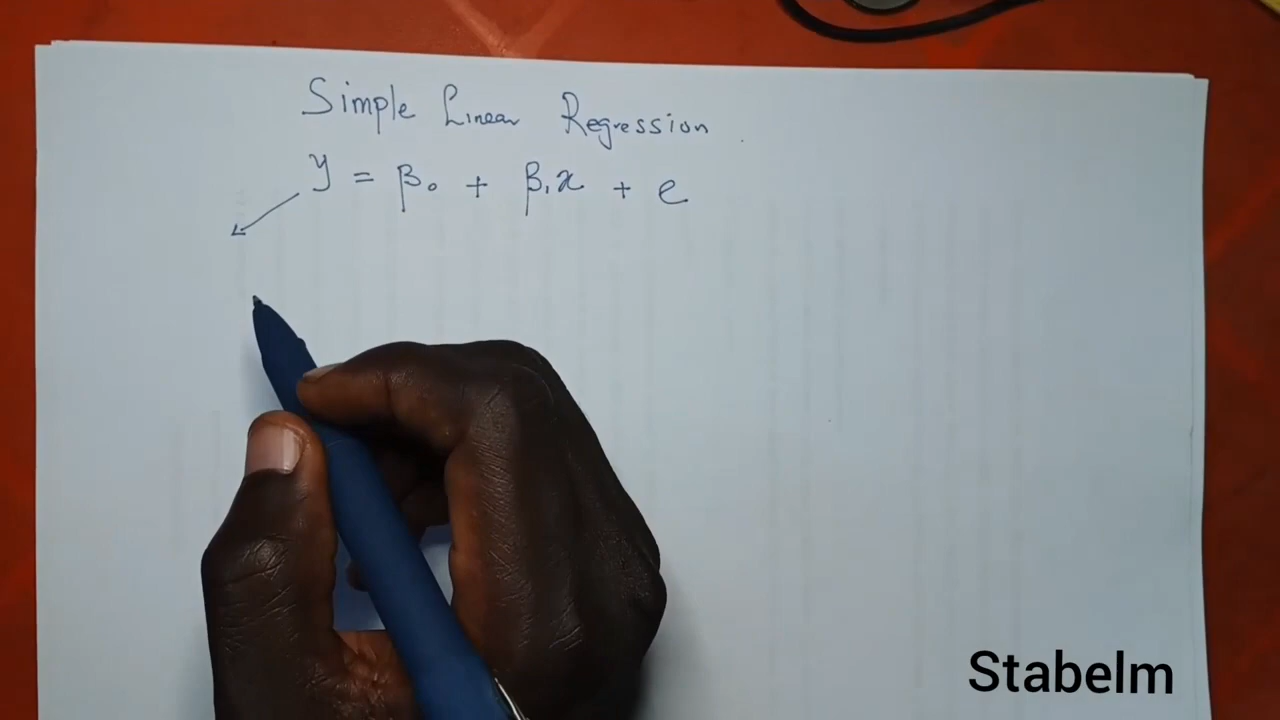 Simple Linear Regression
y = β₀ + β₁x + e
Stabelm